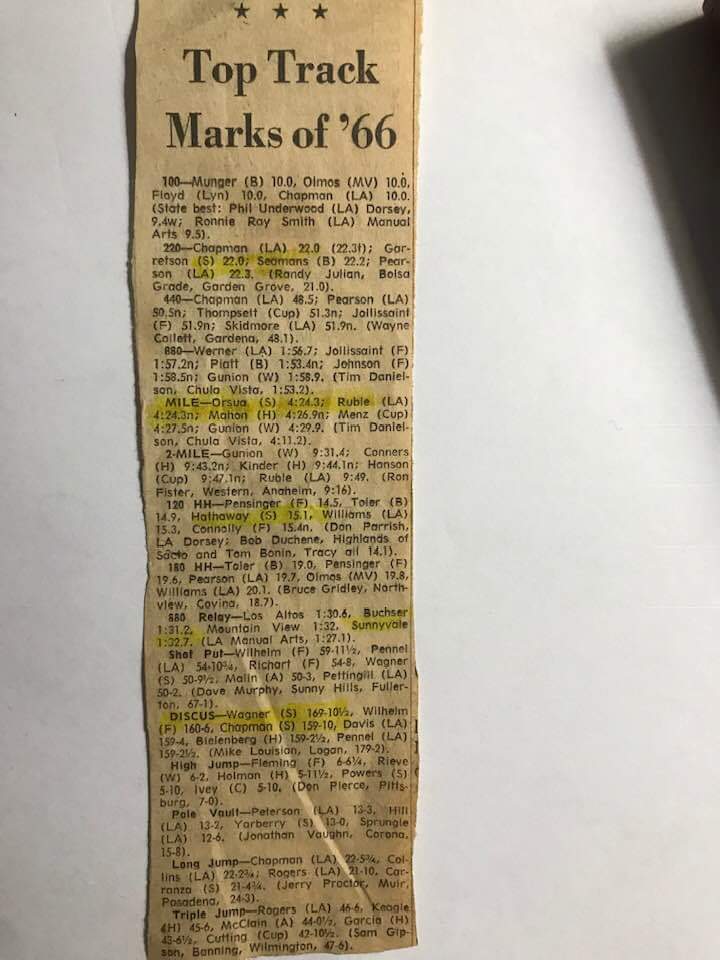 ★ ★ ★
Top Track
Marks of ’66
100—Munger (B) 10.0, Olmos (MV) 10.0,
Floyd (Lyn) 10.0, Chapman (LA) 10.0.
(State best: Phil Underwood (LA) Dorsey,
9.4w; Ronnie Ray Smith (LA) Manual
Arts 9.5).
220—Chapman (LA) 22.0 (22.3t); Gar-
retson (S) 22.0; Seamans (B) 22.2; Pear-
son (LA) 22.3. (Randy Julian, Bolsa
Grade, Garden Grove, 21.0).
440—Chapman (LA) 48.5; Pearson (LA)
50.5n; Thompsett (Cup) 51.3n; Jollissaint
(F) 51.9n; Skidmore (LA) 51.9n. (Wayne
Collett, Gardena, 48.1).
880—Werner (LA) 1:56.7; Jollissaint (F)
1:57.2n; Platt (B) 1:53.4n; Johnson (F)
1:58.5n; Gunion (W) 1:58.9. (Tim Daniel-
son, Chula Vista, 1:53.2).
MILE—Orsua (S) 4:24.3; Ruble (LA)
4:24.3n; Mahon (H) 4:26.9n; Menz (Cup)
4:27.5n; Gunion (W) 4:29.9. (Tim Daniel-
son, Chula Vista, 4:11.2).
2-MILE—Gunion (W) 9:31.4; Conners
(H) 9:43.2n; Kinder (H) 9:44.1n; Hanson
(Cup) 9:47.1n; Ruble (LA) 9:49. (Ron
Fister, Western, Anaheim, 9:16).
120 HH—Pensinger (F) 14.5, Toler (B)
14.9, Hathaway (S) 15.1, Williams (LA)
15.3, Connolly (F) 15.4n. (Don Parrish,
LA Dorsey; Bob Duchene, Highlands of
Sacto and Tom Bonin, Tracy all 14.1).
180 HH—Toler (B) 19.0, Pensinger (F)
19.6, Pearson (LA) 19.7, Olmos (MV) 19.8,
Williams (LA) 20.1. (Bruce Gridley, North-
view, Covina, 18.7).
880 Relay—Los Altos 1:30.6, Buchser
1:31.2, Mountain View 1:32, Sunnyvale
1:32.7. (LA Manual Arts, 1:27.1).
Shot Put—Wilhelm (F) 59-11½, Pennel
(LA) 54-10¾, Richart (F) 54-8, Wagner
(S) 50-9½, Malin (A) 50-3, Pettingill (LA)
50-2. (Dave Murphy, Sunny Hills, Fuller-
ton, 67-1).
DISCUS—Wagner (S) 169-10½, Wilhelm
(F) 160-6, Chapman (S) 159-10, Davis (LA)
159-4, Bielenberg (H) 159-2½, Pennel (LA)
159-2½. (Mike Louisian, Logan, 179-2).
High Jump—Fleming (F) 6-6¼, Rieve
(W) 6-2, Holman (H) 5-11½, Powers (S)
5-10, Ivey (C) 5-10. (Don Pierce, Pitts-
burg, 7-0).
Pole Vault—Peterson (LA) 13-3, Hill
(LA) 13-2, Yarberry (S) 13-0, Sprungle
(LA) 12-6. (Jonathan Vaughn, Corona,
15-8).
Long Jump—Chapman (LA) 22-5¾, Col-
lins (LA) 22-2¾; Rogers (LA) 21-10, Car-
ranza (S) 21-4¾. (Jerry Proctor, Muir,
Pasadena, 24-3).
Triple Jump—Rogers (LA) 46-6, Keagle
(H) 45-6, McClain (A) 44-0½, Garcia (H)
43-6½, Cutting (Cup) 42-10½. (Sam Gip-
son, Banning, Wilmington, 47-6).